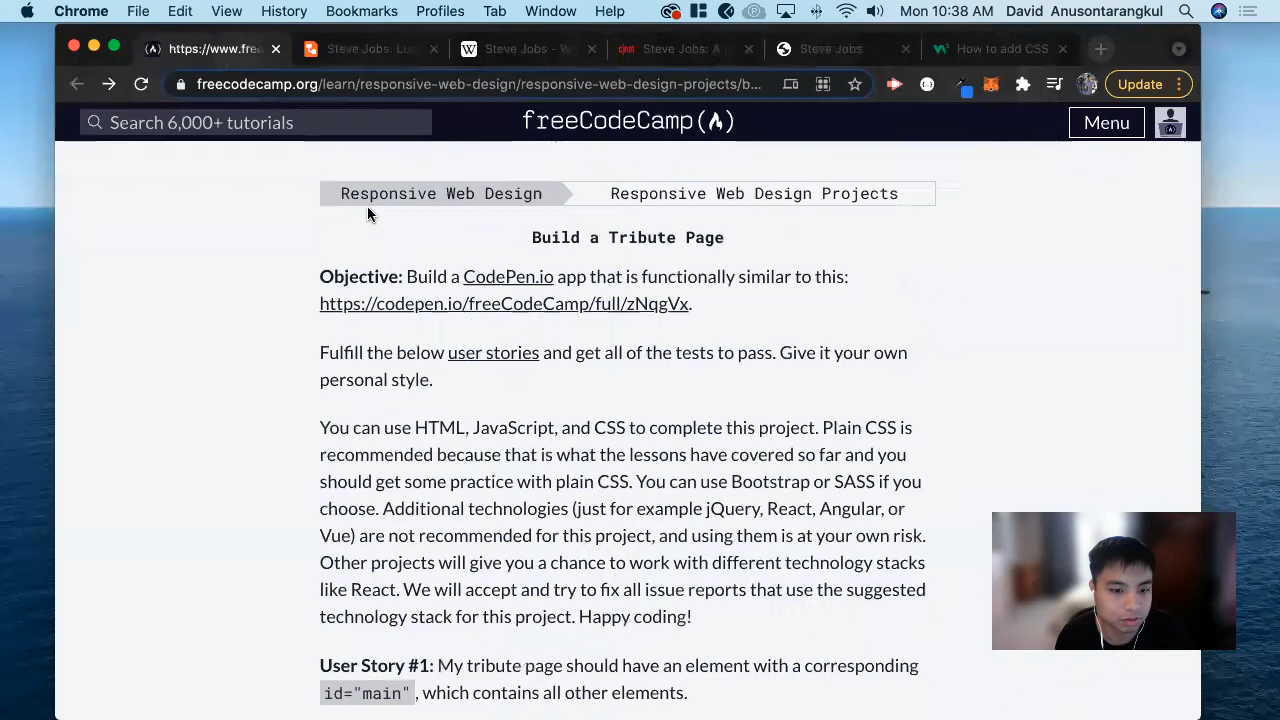 Chrome File Edit View History Bookmarks Profiles Tab Window Help Mon 10:38 AM David Anusontarangkul
https://www.free Steve Jobs: Lu Steve Jobs - W Steve Jobs: A Steve Jobs How to add CSS
freecodecamp.org/learn/responsive-web-design/responsive-web-design-projects/b... Update
Search 6,000+ tutorials freeCodeCamp Menu
Responsive Web Design Responsive Web Design Projects
Build a Tribute Page
Objective: Build a CodePen.io app that is functionally similar to this:
https://codepen.io/freeCodeCamp/full/zNqgVx.
Fulfill the below user stories and get all of the tests to pass. Give it your own
personal style.
You can use HTML, JavaScript, and CSS to complete this project. Plain CSS is
recommended because that is what the lessons have covered so far and you
should get some practice with plain CSS. You can use Bootstrap or SASS if you
choose. Additional technologies (just for example jQuery, React, Angular, or
Vue) are not recommended for this project, and using them is at your own risk.
Other projects will give you a chance to work with different technology stacks
like React. We will accept and try to fix all issue reports that use the suggested
technology stack for this project. Happy coding!
User Story #1: My tribute page should have an element with a corresponding
id="main", which contains all other elements.